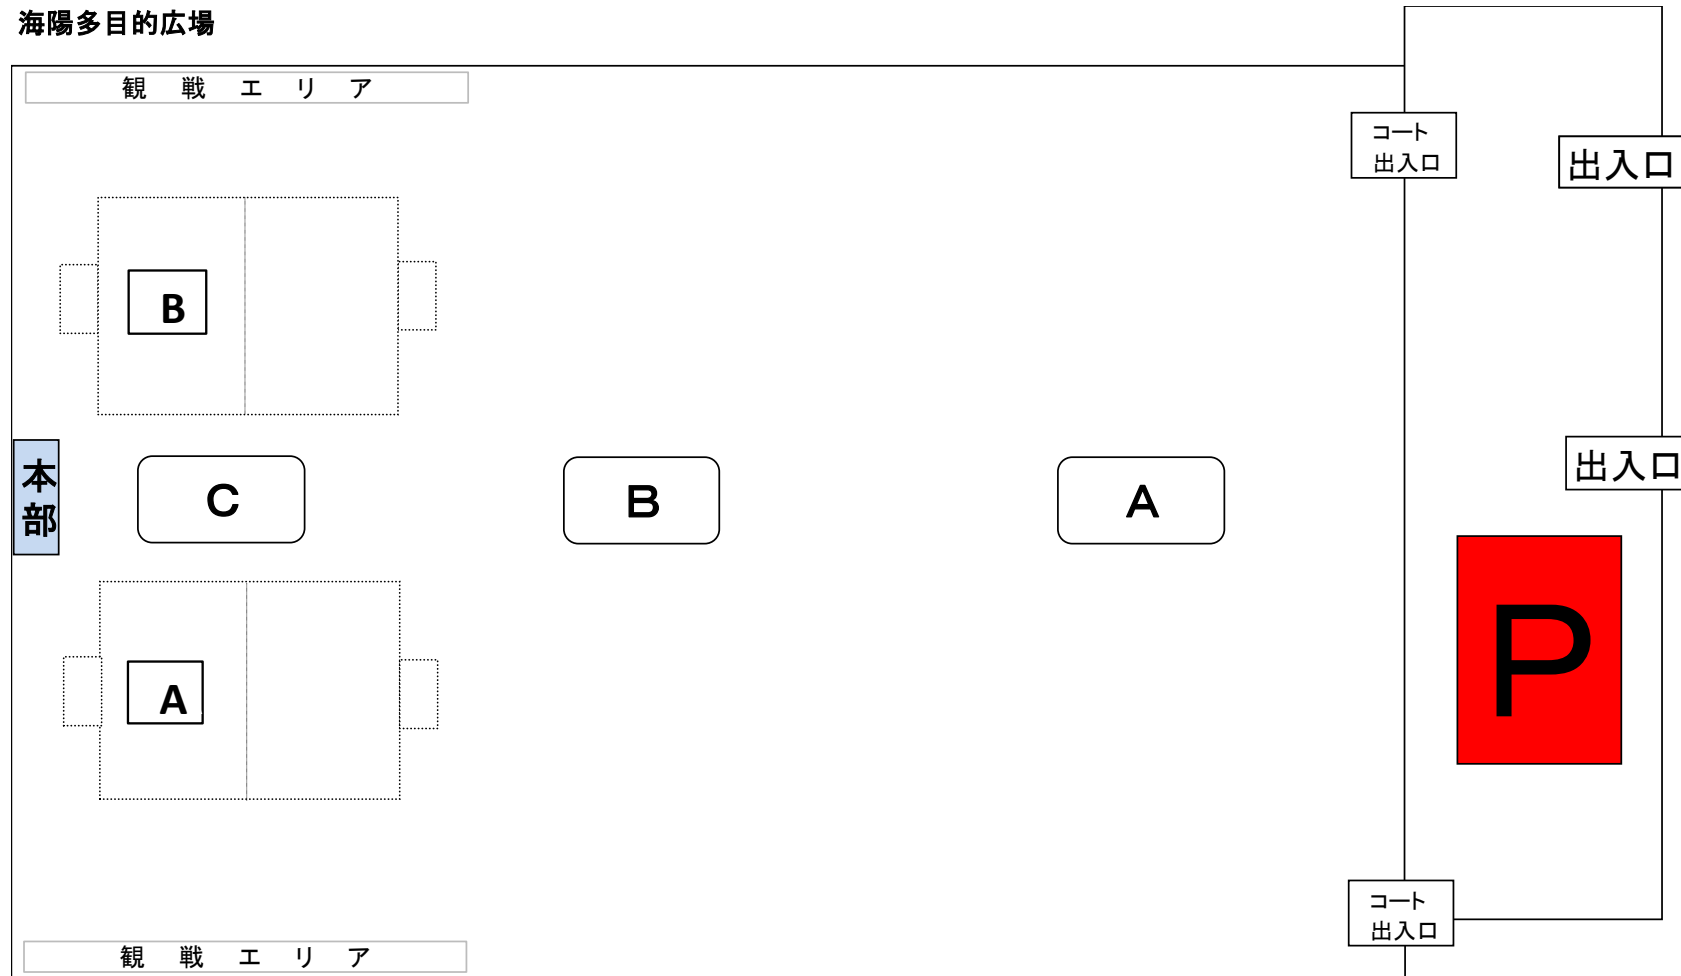 海陽多目的広場
観 戦 エ リ ア
コート
出入口
出入口
B
出入口
本
部
C
B
A
P
A
コート
出入口
観 戦 エ リ ア